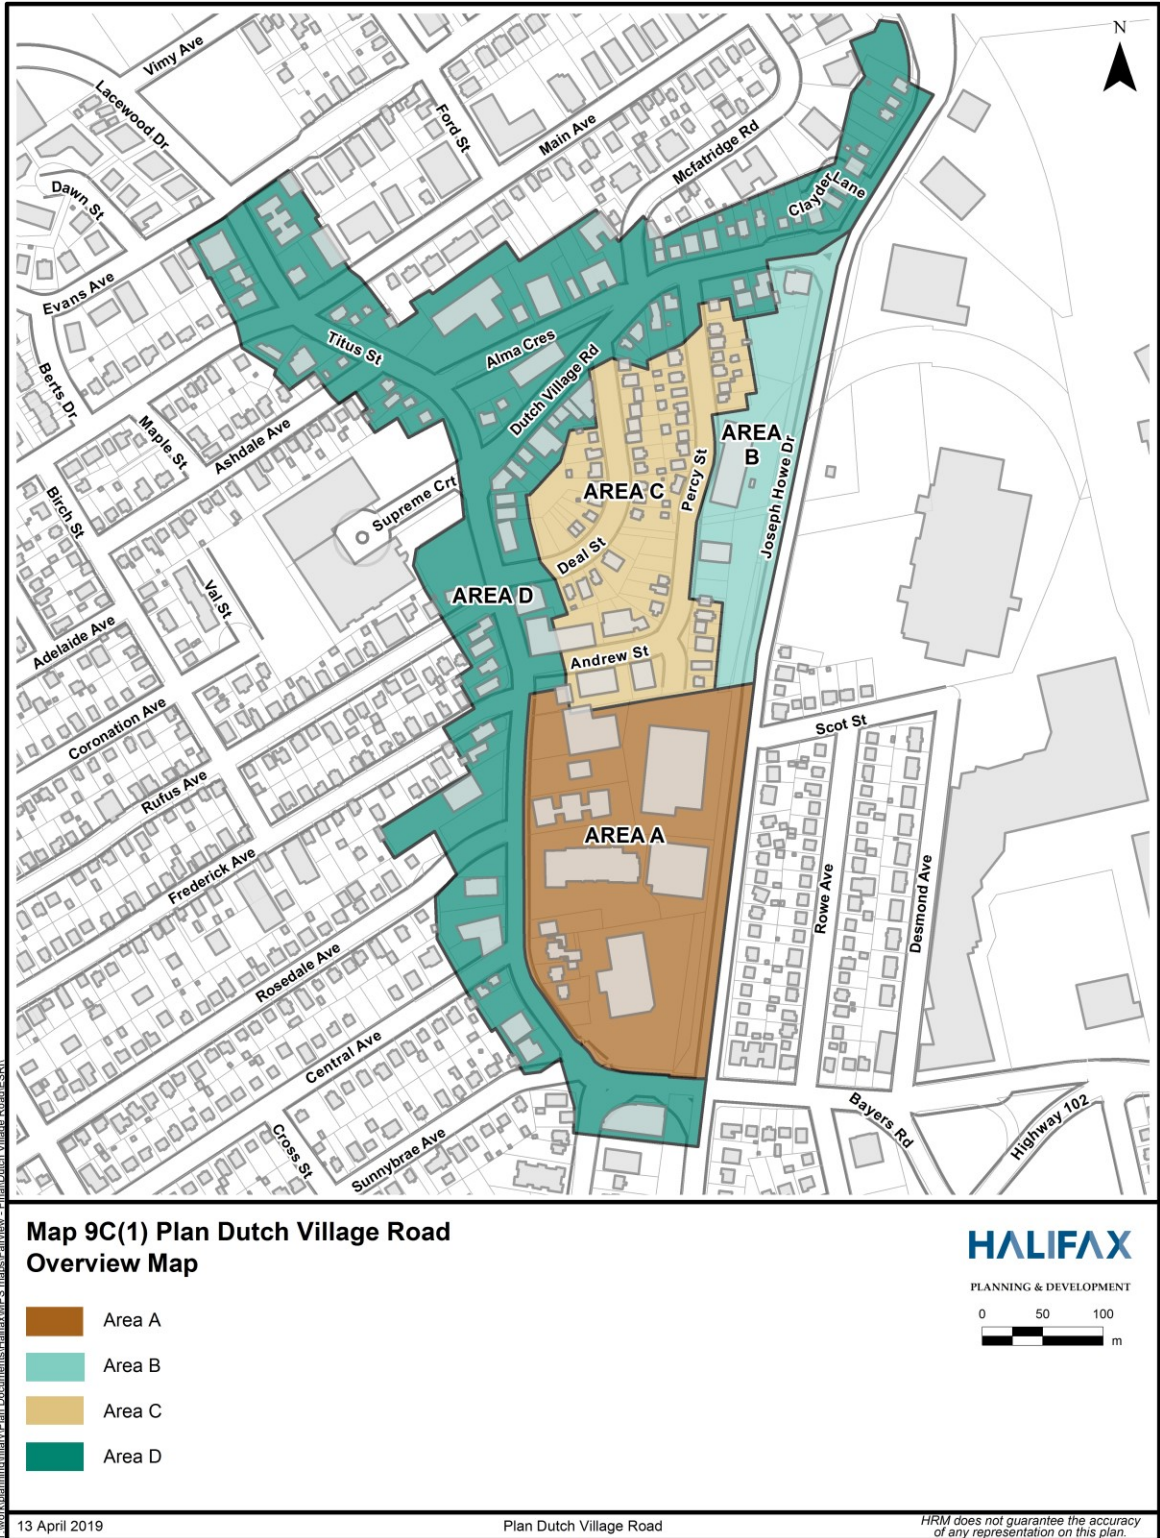 N
Vimy Ave
Lacewood Dr
Ford St
Main Ave
Mcfatridge Rd
Dawn St
Clayder Lane
Evans Ave
Titus St
Alma Cres
Dutch Village Rd
Berts Dr
Maple St
Ashdale Ave
AREA
B
Percy St
Joseph Howe Dr
Birch St
Supreme Crt
AREA C
Deal St
Val St
AREA D
Adelaide Ave
Andrew St
Coronation Ave
Scot St
Rufus Ave
AREA A
Frederick Ave
Rowe Ave
Desmond Ave
Rosedale Ave
Central Ave
Cross St
Sunnybrae Ave
Bayers Rd
Highway 102
Map 9C(1) Plan Dutch Village Road
Overview Map
Area A
Area B
Area C
Area D
HALIFAX
PLANNING & DEVELOPMENT
0 50 100
m
13 April 2019
Plan Dutch Village Road
HRM does not guarantee the accuracy
of any representation on this plan.